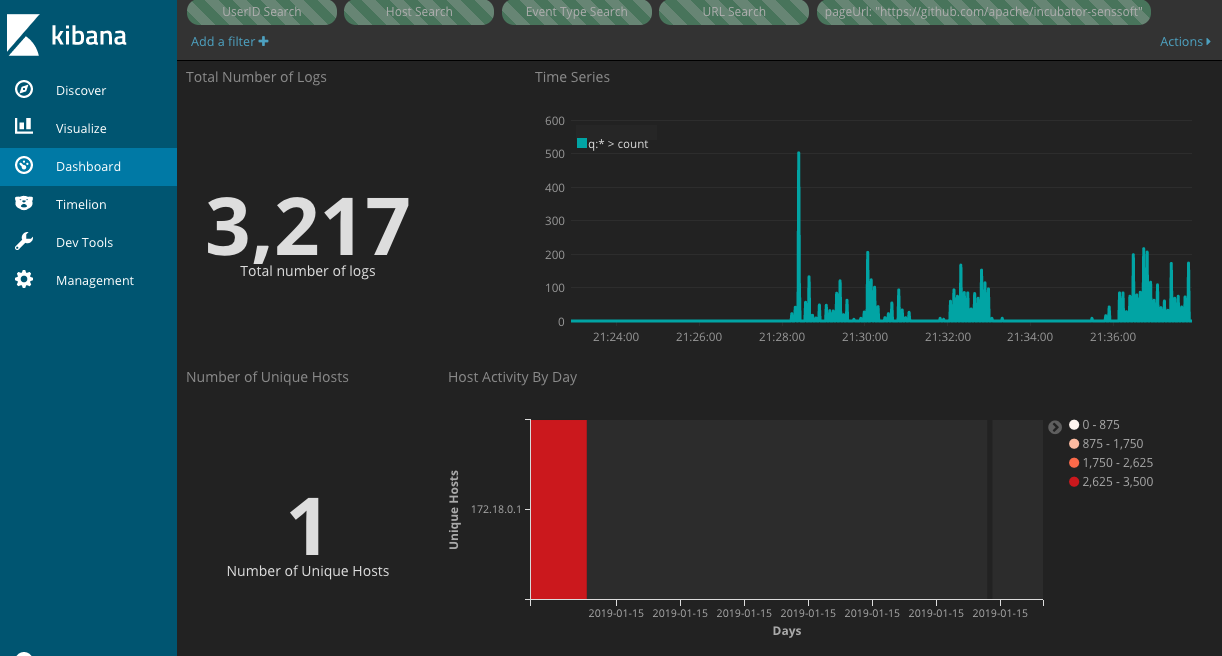 kibana
Discover
Visualize
Dashboard
Timelion
Dev Tools
Management
UserID Search Host Search Event Type Search URL Search pageUrl: "https://github.com/apache/incubator-senssoft"
Add a filter + Actions
Total Number of Logs
3,217
Total number of logs
Time Series
q:* > count
600
500
400
300
200
100
0
21:24:00 21:26:00 21:28:00 21:30:00 21:32:00 21:34:00 21:36:00
Number of Unique Hosts
1
Number of Unique Hosts
Host Activity By Day
Unique Hosts
172.18.0.1
2019-01-15 2019-01-15 2019-01-15 2019-01-15 2019-01-15 2019-01-15 2019-01-15
Days
0 - 875
875 - 1,750
1,750 - 2,625
2,625 - 3,500